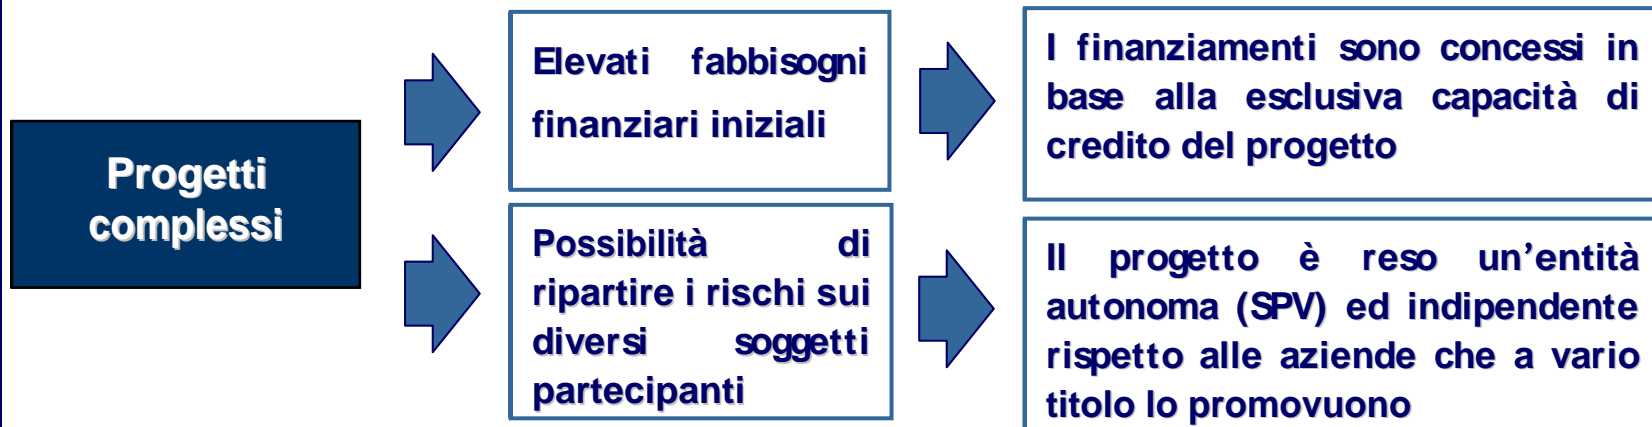 Progetti
complessi
Elevati fabbisogni
finanziari iniziali
I finanziamenti sono concessi in
base alla esclusiva capacità di
credito del progetto
Possibilità di
ripartire i rischi sui
diversi soggetti
partecipanti
Il progetto è reso un’entità
autonoma (SPV) ed indipendente
rispetto alle aziende che a vario
titolo lo promovuono